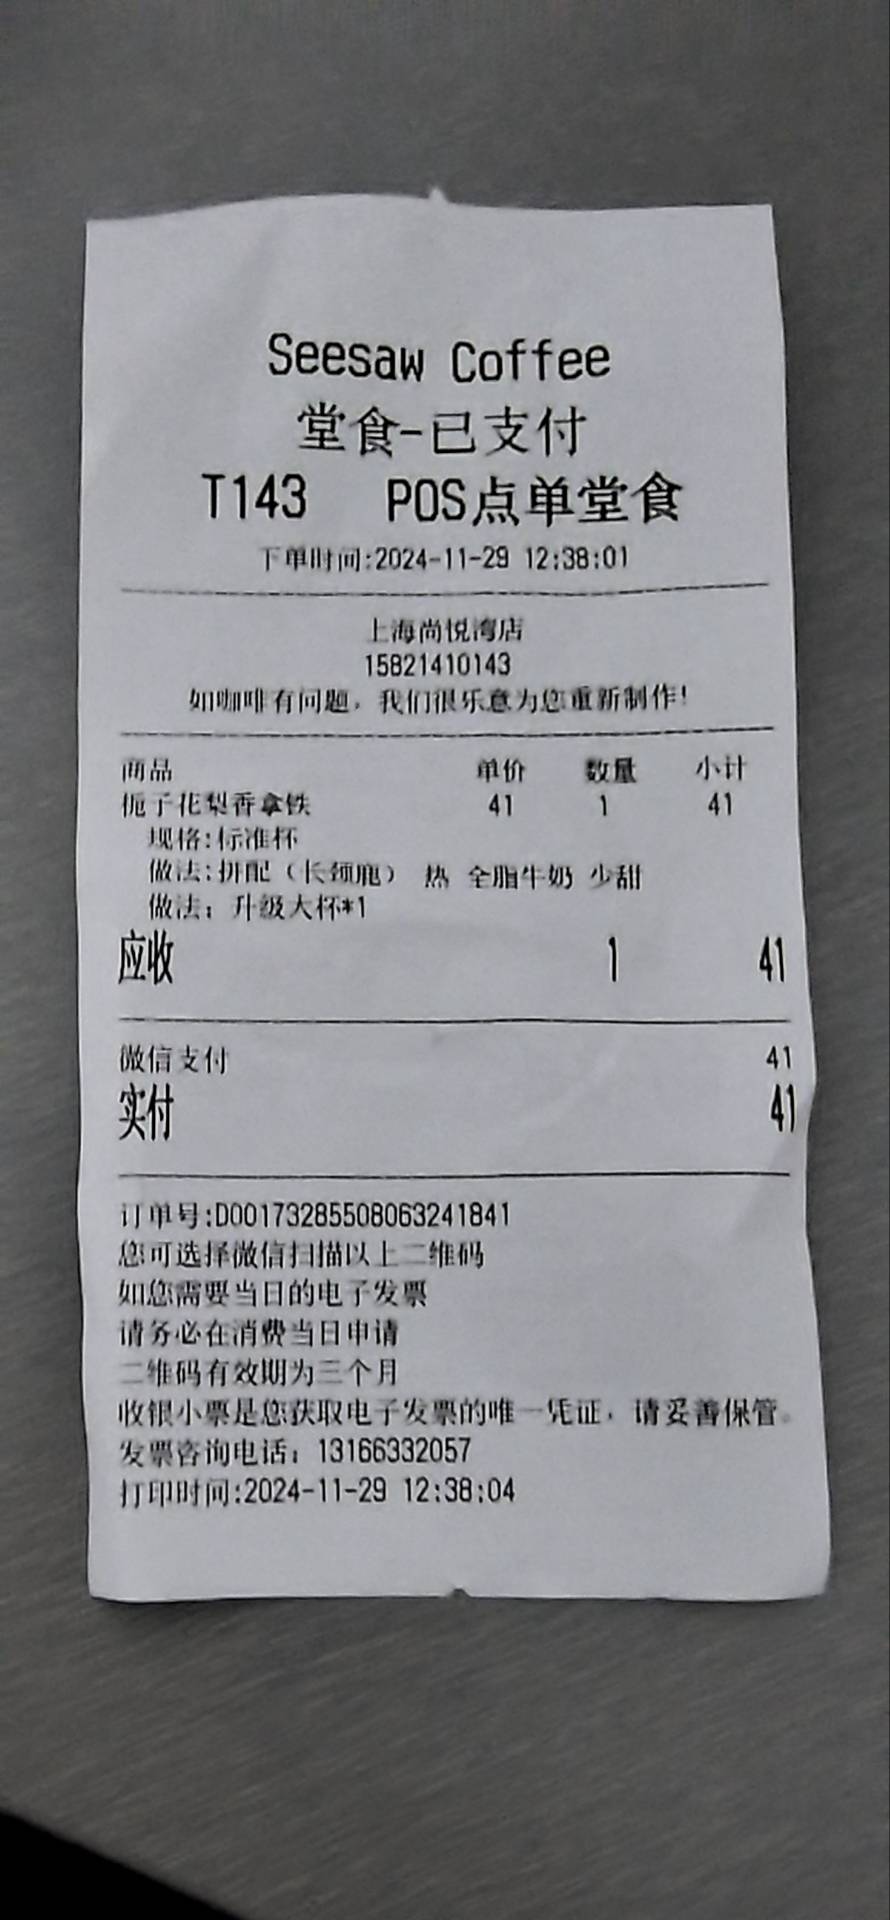 Seesaw Coffee
堂食-已支付
T143 POS点单堂食
下单时间:2024-11-29 12:38:01
上海尚悦湾店
15821410143
如咖啡有问题，我们很乐意为您重新制作!
商品 单价 数量 小计
栀子花梨香拿铁 41 1 41
规格:标准杯
做法:拼配（长颈鹿） 热 全脂牛奶 少甜
做法：升级大杯*1
应收 1 41
微信支付 41
实付 41
订单号:D00173285508063241841
您可选择微信扫描以上二维码
如您需要当日的电子发票
请务必在消费当日申请
二维码有效期为三个月
收银小票是您获取电子发票的唯一凭证，请妥善保管。
发票咨询电话：13166332057
打印时间:2024-11-29 12:38:04